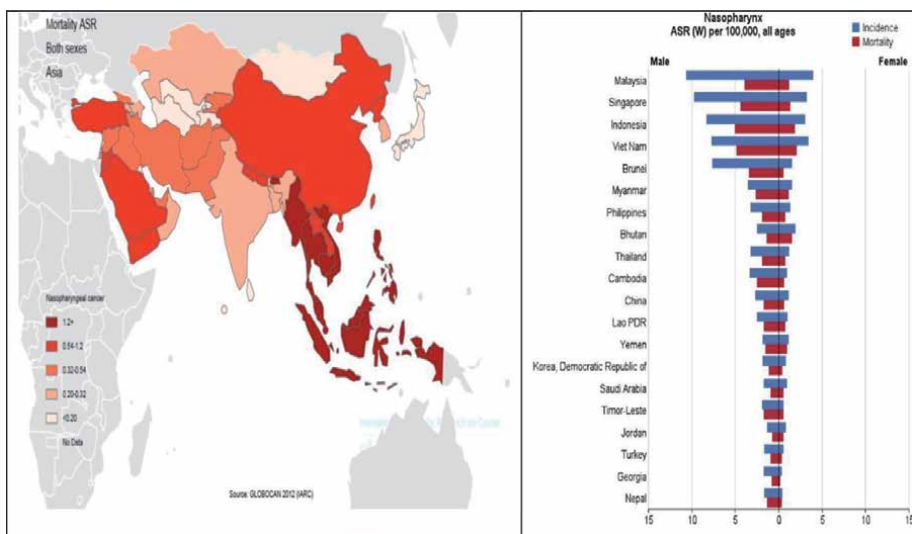 Mortality ASR
Both sexes
Asia
Nasopharyngeal cancer
1.2+
0.54-1.2
0.32-0.54
0.20-0.32
<0.20
No Data
Source: GLOBOCAN 2012 (IARC)
Nasopharynx
ASR (W) per 100,000, all ages
Incidence
Mortality
Male
Female
Malaysia
Singapore
Indonesia
Viet Nam
Brunei
Myanmar
Philippines
Bhutan
Thailand
Cambodia
China
Lao PDR
Yemen
Korea, Democratic Republic of
Saudi Arabia
Timor-Leste
Jordan
Turkey
Georgia
Nepal
15 10 5 0 5 10 15